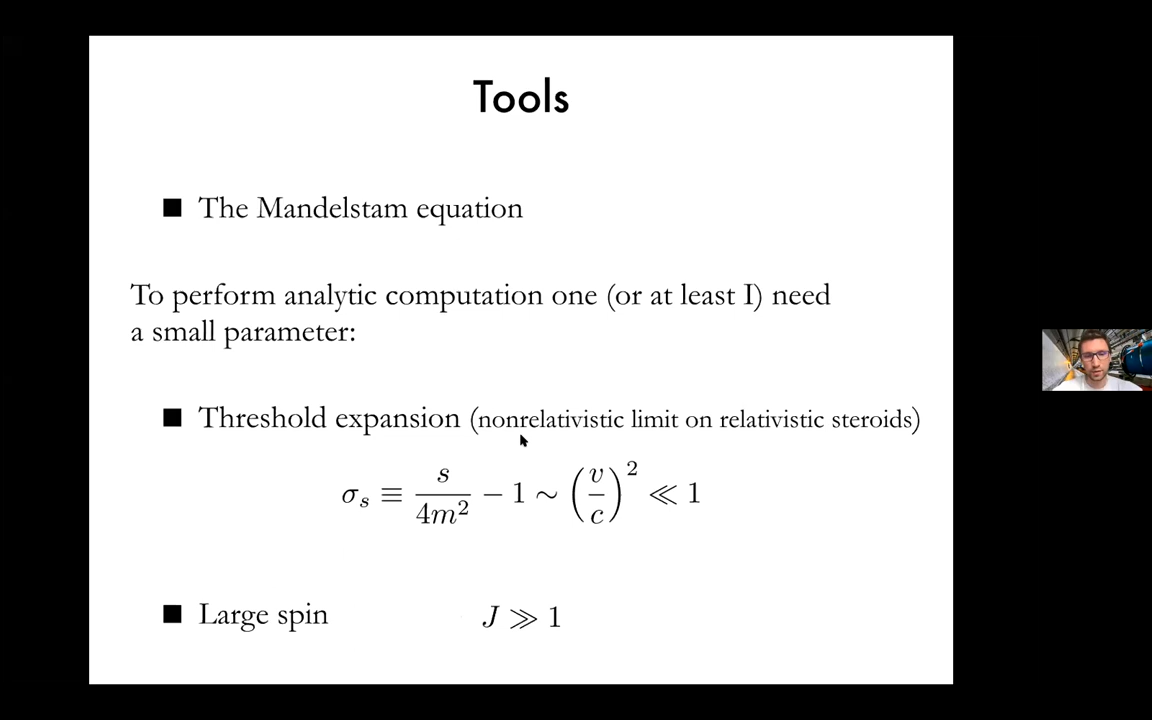 Tools
■ The Mandelstam equation
To perform analytic computation one (or at least I) need
a small parameter:
■ Threshold expansion (nonrelativistic limit on relativistic steroids)
σ_s ≡ s/4m² − 1 ∼ (v/c)² ≪ 1
■ Large spin J ≫ 1